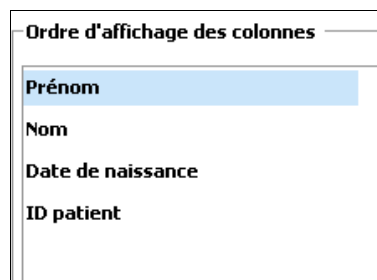 Ordre d'affichage des colonnes
Prénom
Nom
Date de naissance
ID patient